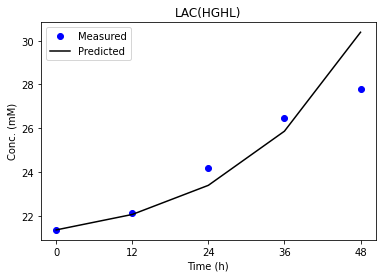 LAC(HGHL)
Measured
Predicted
Conc. (mM)
30
28
26
24
22
0
12
24
36
48
Time (h)